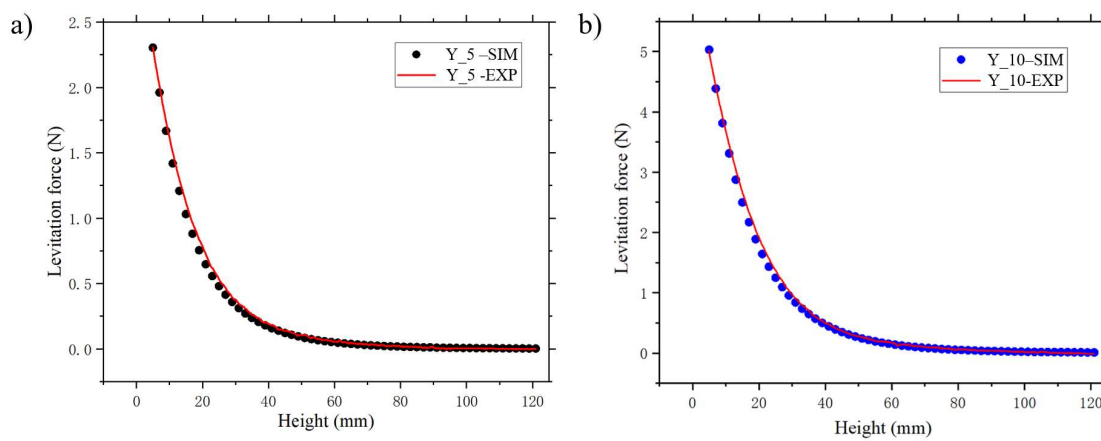 a)
2.5
2.0
1.5
1.0
0.5
0.0
Levitation force (N)
Y_5 –SIM
Y_5 -EXP
0 20 40 60 80 100 120
Height (mm)
b)
5
4
3
2
1
0
Levitation force (N)
Y_10–SIM
Y_10-EXP
0 20 40 60 80 100 120
Height (mm)